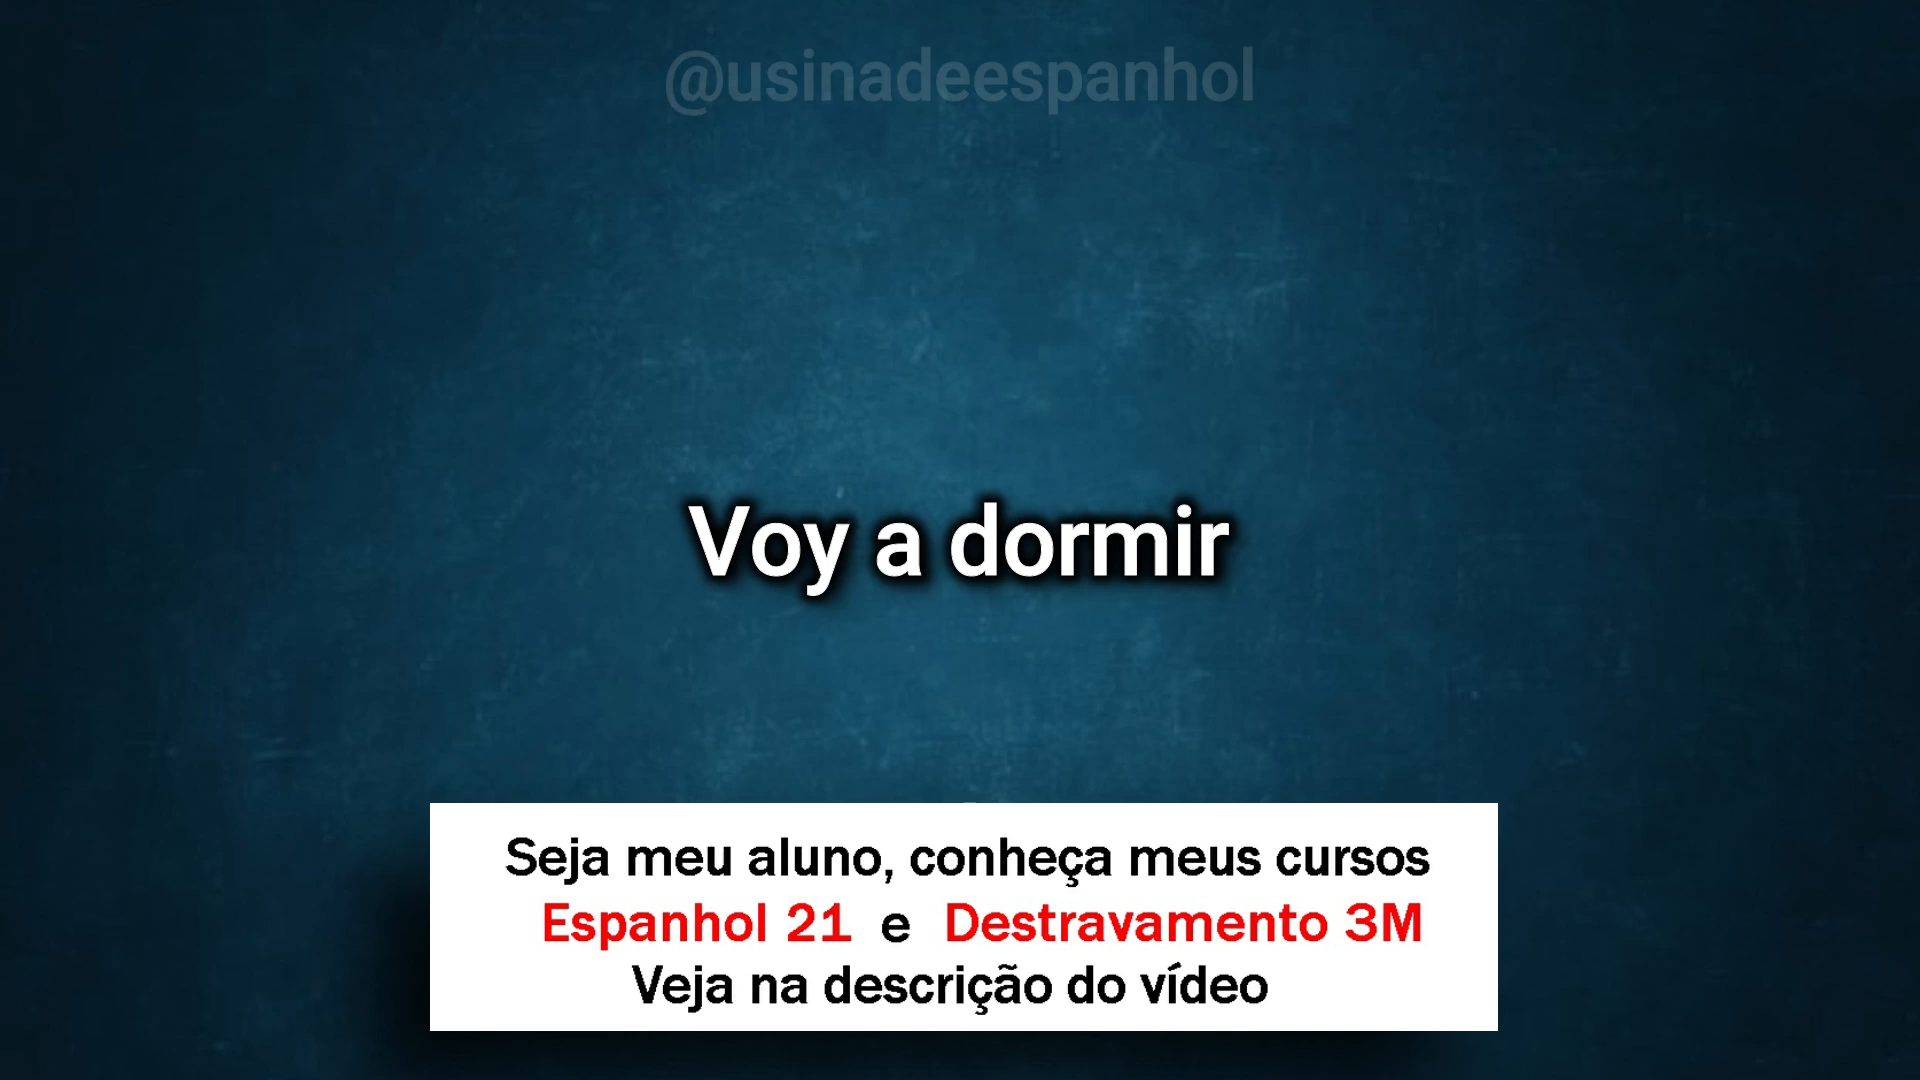 @usinadeespanhol
Voy a dormir
Seja meu aluno, conheça meus cursos
Espanhol 21 e Destravamento 3M
Veja na descrição do vídeo